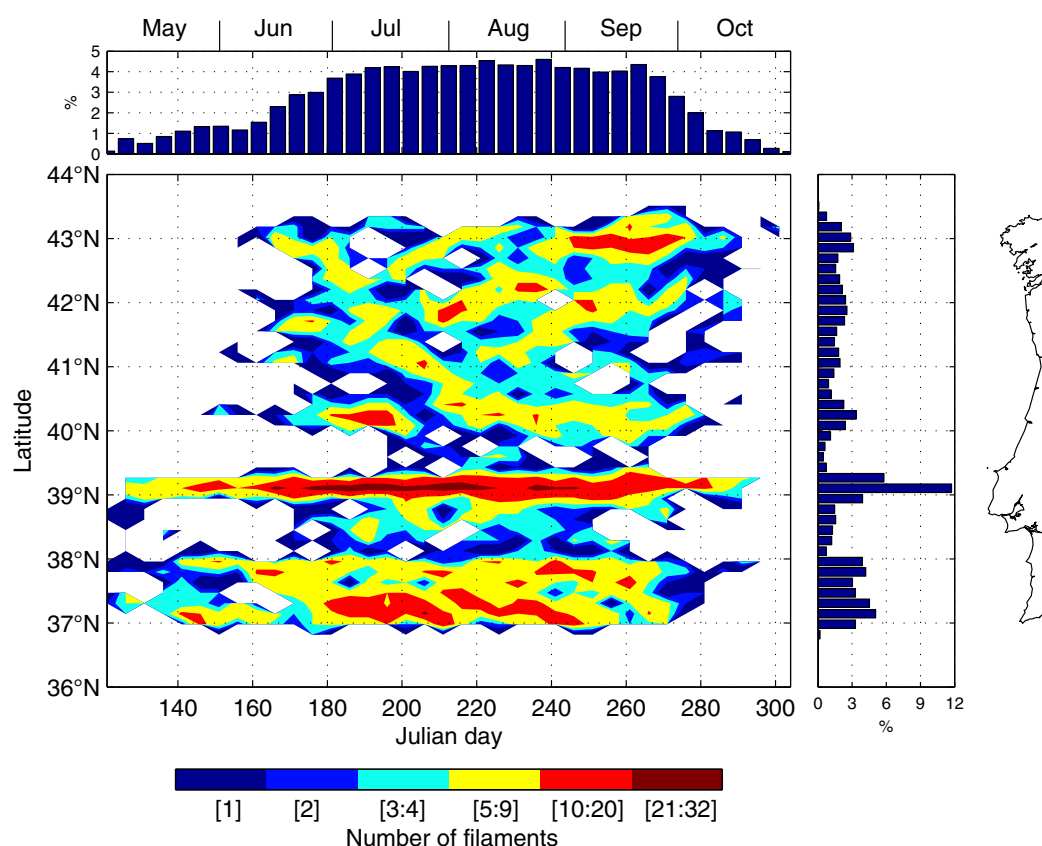 May | Jun | Jul | Aug | Sep | Oct
5
4
3
2
1
0
%
44°N
43°N
42°N
41°N
40°N
39°N
38°N
37°N
36°N
Latitude
140 160 180 200 220 240 260 280 300
Julian day
0 3 6 9 12
%
[1] [2] [3:4] [5:9] [10:20] [21:32]
Number of filaments